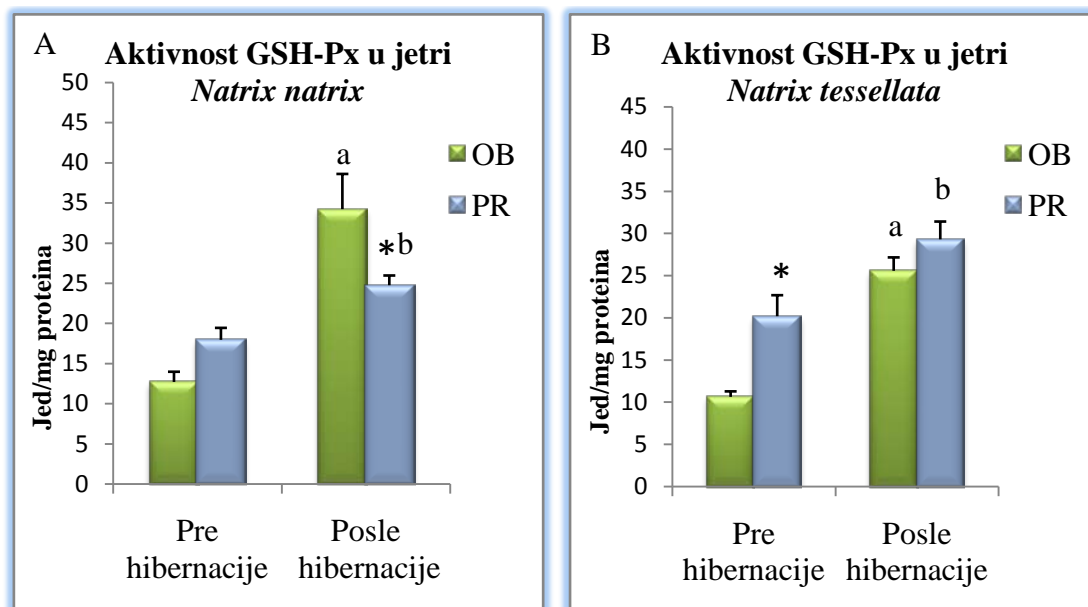 A
Aktivnost GSH-Px u jetri
Natrix natrix
50
45
40
35
30
25
20
15
10
5
0
Jed/mg proteina
a
*b
OB
PR
Pre
hibernacije
Posle
hibernacije
B
Aktivnost GSH-Px u jetri
Natrix tessellata
45
40
35
30
25
20
15
10
5
0
Jed/mg proteina
*
a
b
OB
PR
Pre
hibernacije
Posle
hibernacije